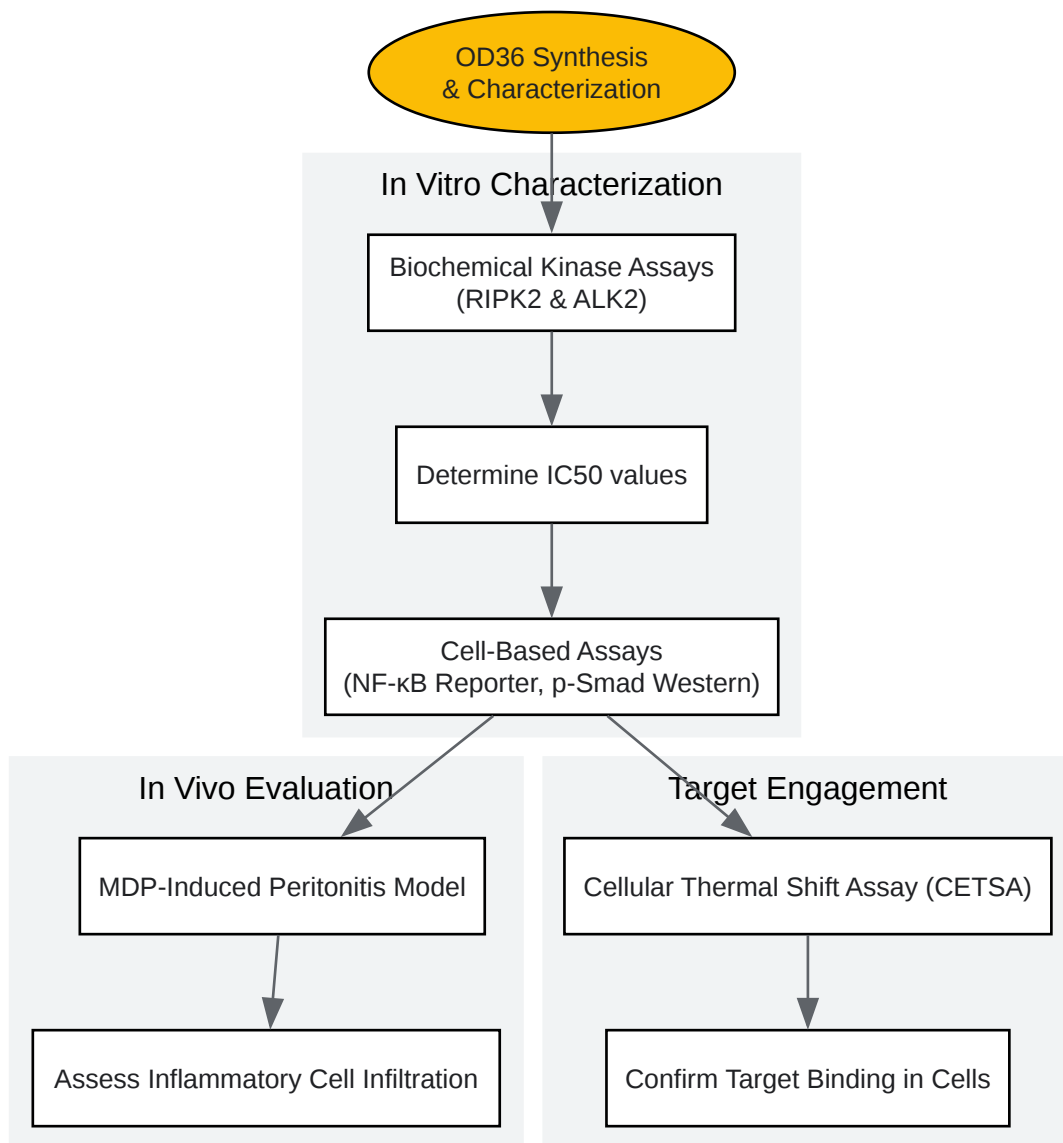 OD36 Synthesis
& Characterization
In Vitro Characterization
Biochemical Kinase Assays
(RIPK2 & ALK2)
Determine IC50 values
Cell-Based Assays
(NF-κB Reporter, p-Smad Western)
In Vivo Evaluation
MDP-Induced Peritonitis Model
Assess Inflammatory Cell Infiltration
Target Engagement
Cellular Thermal Shift Assay (CETSA)
Confirm Target Binding in Cells